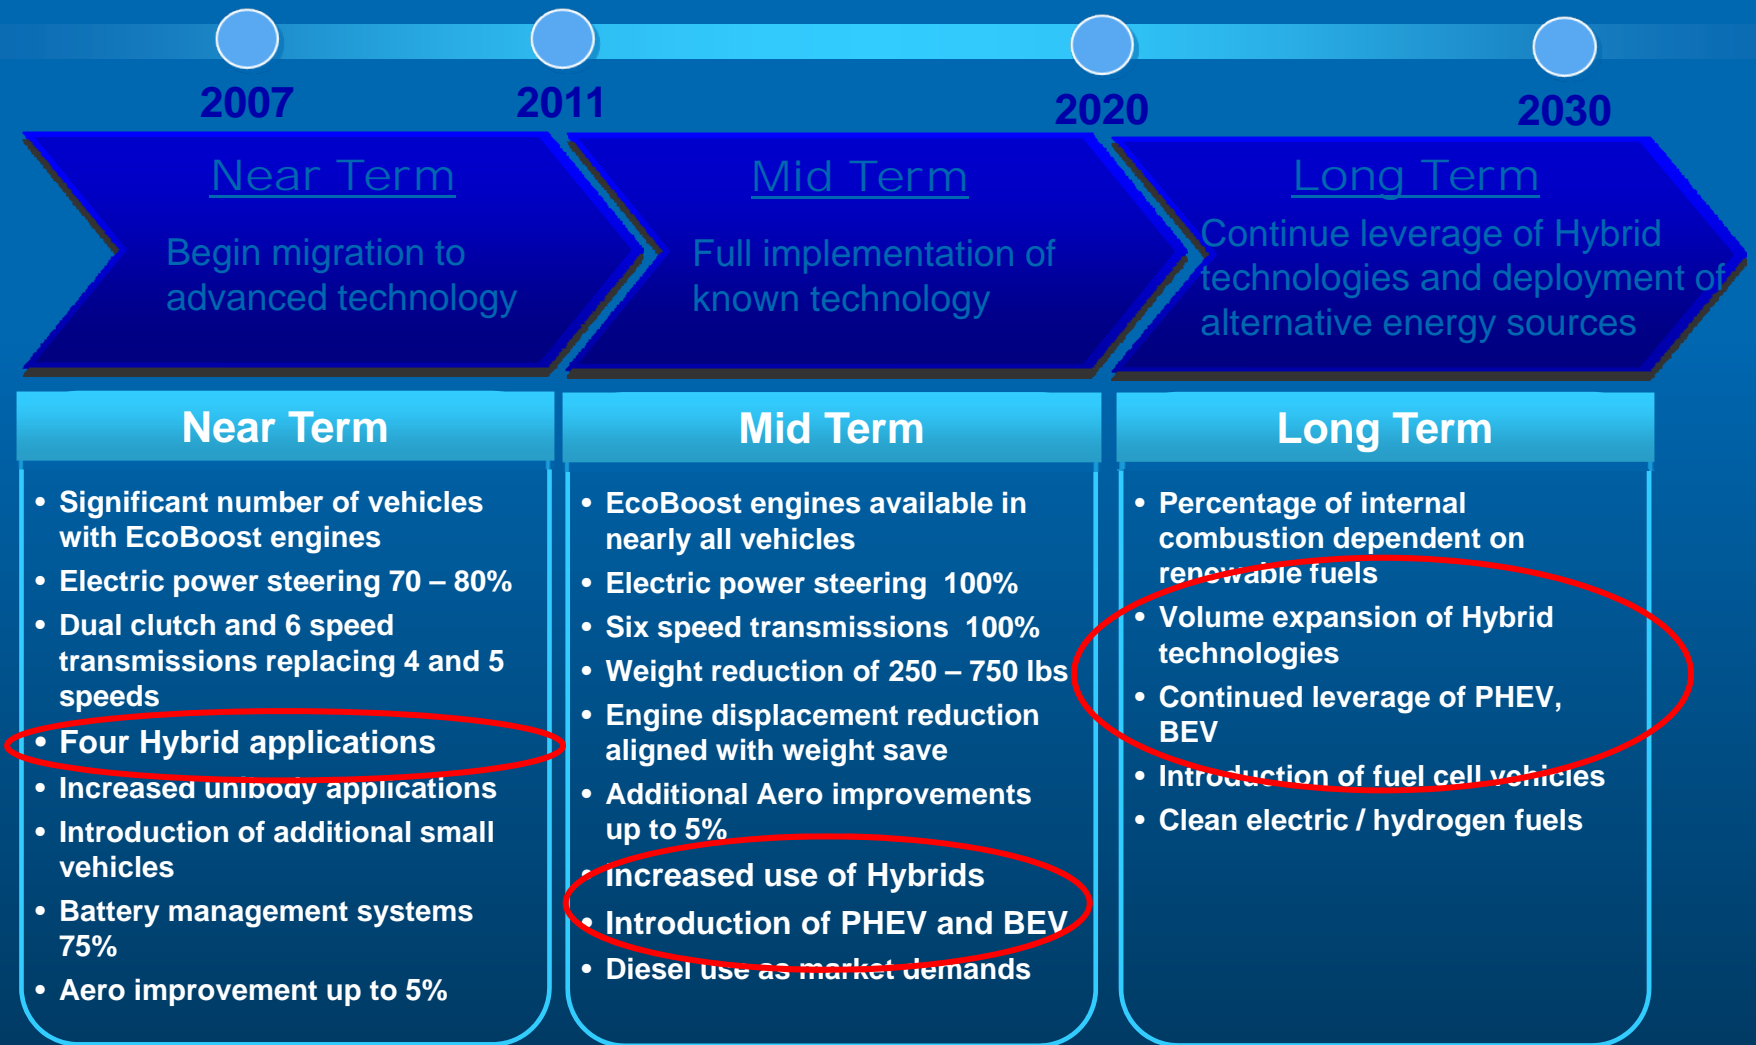 2007
2011
2020
2030
Near Term
Begin migration to
advanced technology
Mid Term
Full implementation of
known technology
Long Term
Continue leverage of Hybrid
technologies and deployment of
alternative energy sources
Near Term
• Significant number of vehicles
with EcoBoost engines
• Electric power steering 70 – 80%
• Dual clutch and 6 speed
transmissions replacing 4 and 5
speeds
• Four Hybrid applications
• Increased unibody applications
• Introduction of additional small
vehicles
• Battery management systems
75%
• Aero improvement up to 5%
Mid Term
• EcoBoost engines available in
nearly all vehicles
• Electric power steering  100%
• Six speed transmissions  100%
• Weight reduction of 250 – 750 lbs
• Engine displacement reduction
aligned with weight save
• Additional Aero improvements
up to 5%
• Increased use of Hybrids
• Introduction of PHEV and BEV
• Diesel use as market demands
Long Term
• Percentage of internal
combustion dependent on
renewable fuels
• Volume expansion of Hybrid
technologies
• Continued leverage of PHEV,
BEV
• Introduction of fuel cell vehicles
• Clean electric / hydrogen fuels